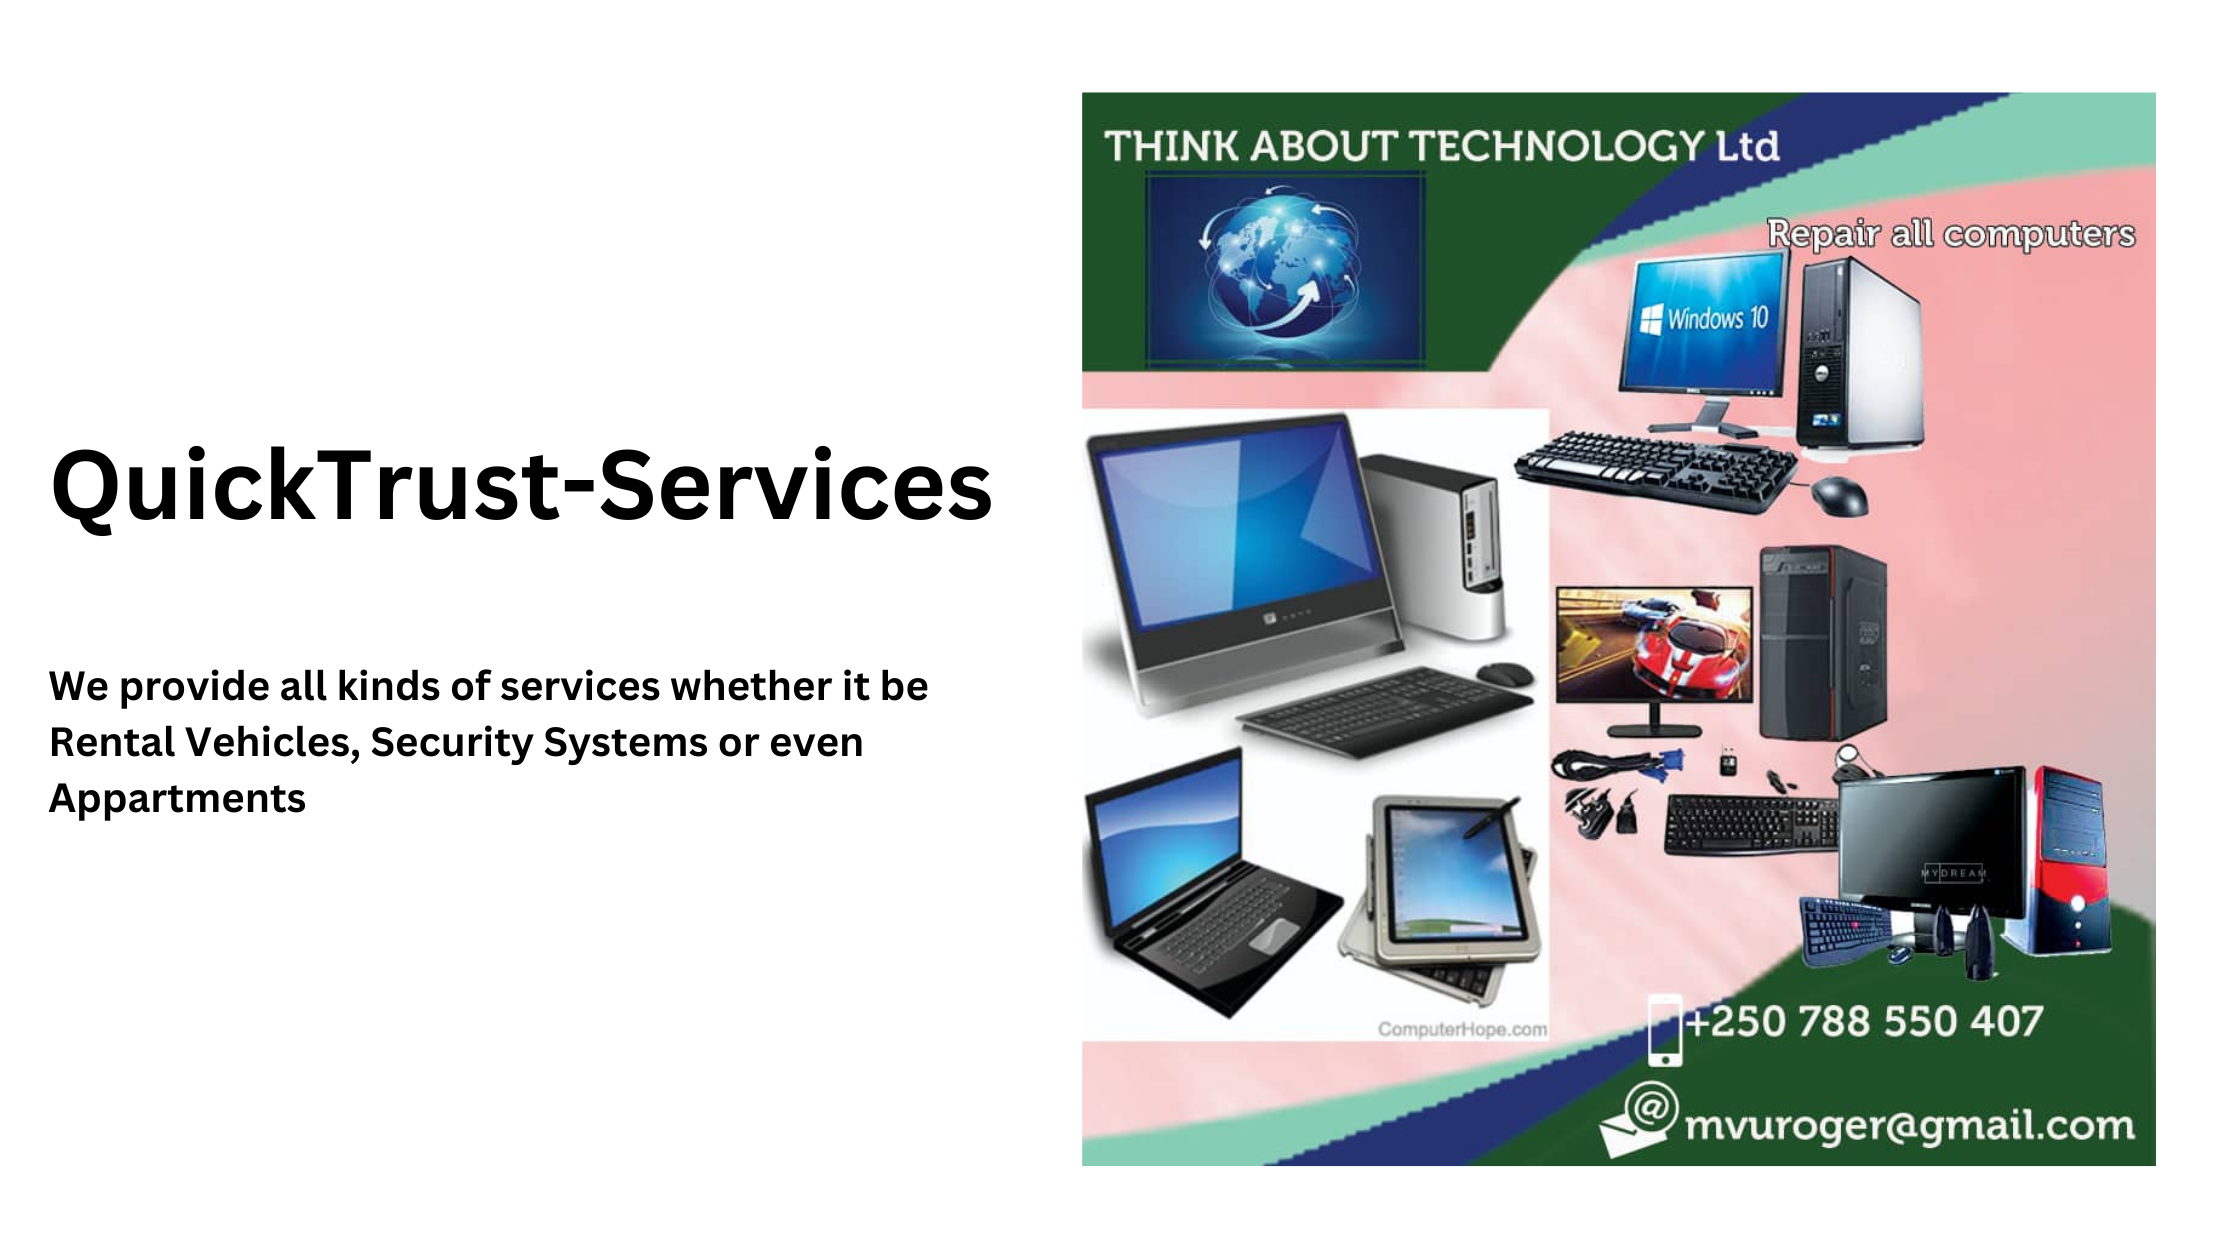 QuickTrust-Services
We provide all kinds of services whether it be
Rental Vehicles, Security Systems or even
Appartments
THINK ABOUT TECHNOLOGY Ltd
Repair all computers
Windows 10
MYDREAM
ComputerHope.com
+250 788 550 407
mvuroger@gmail.com